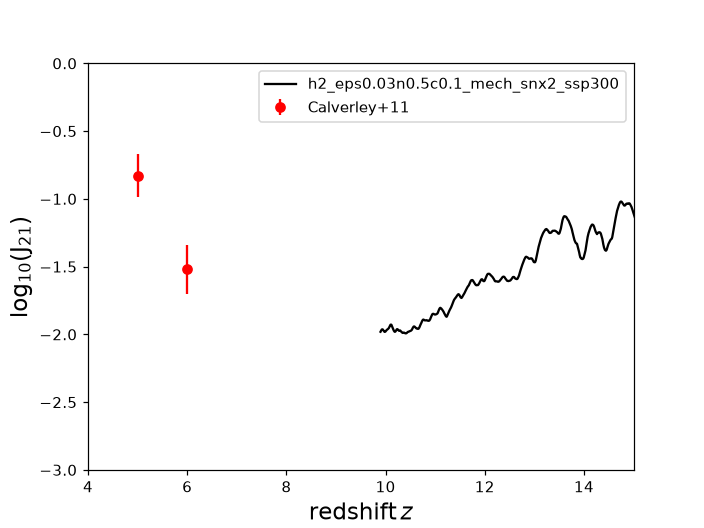 h2_eps0.03n0.5c0.1_mech_snx2_ssp300
Calverley+11
0.0
−0.5
−1.0
−1.5
−2.0
−2.5
−3.0
log₁₀(J₂₁)
4 6 8 10 12 14
redshift z